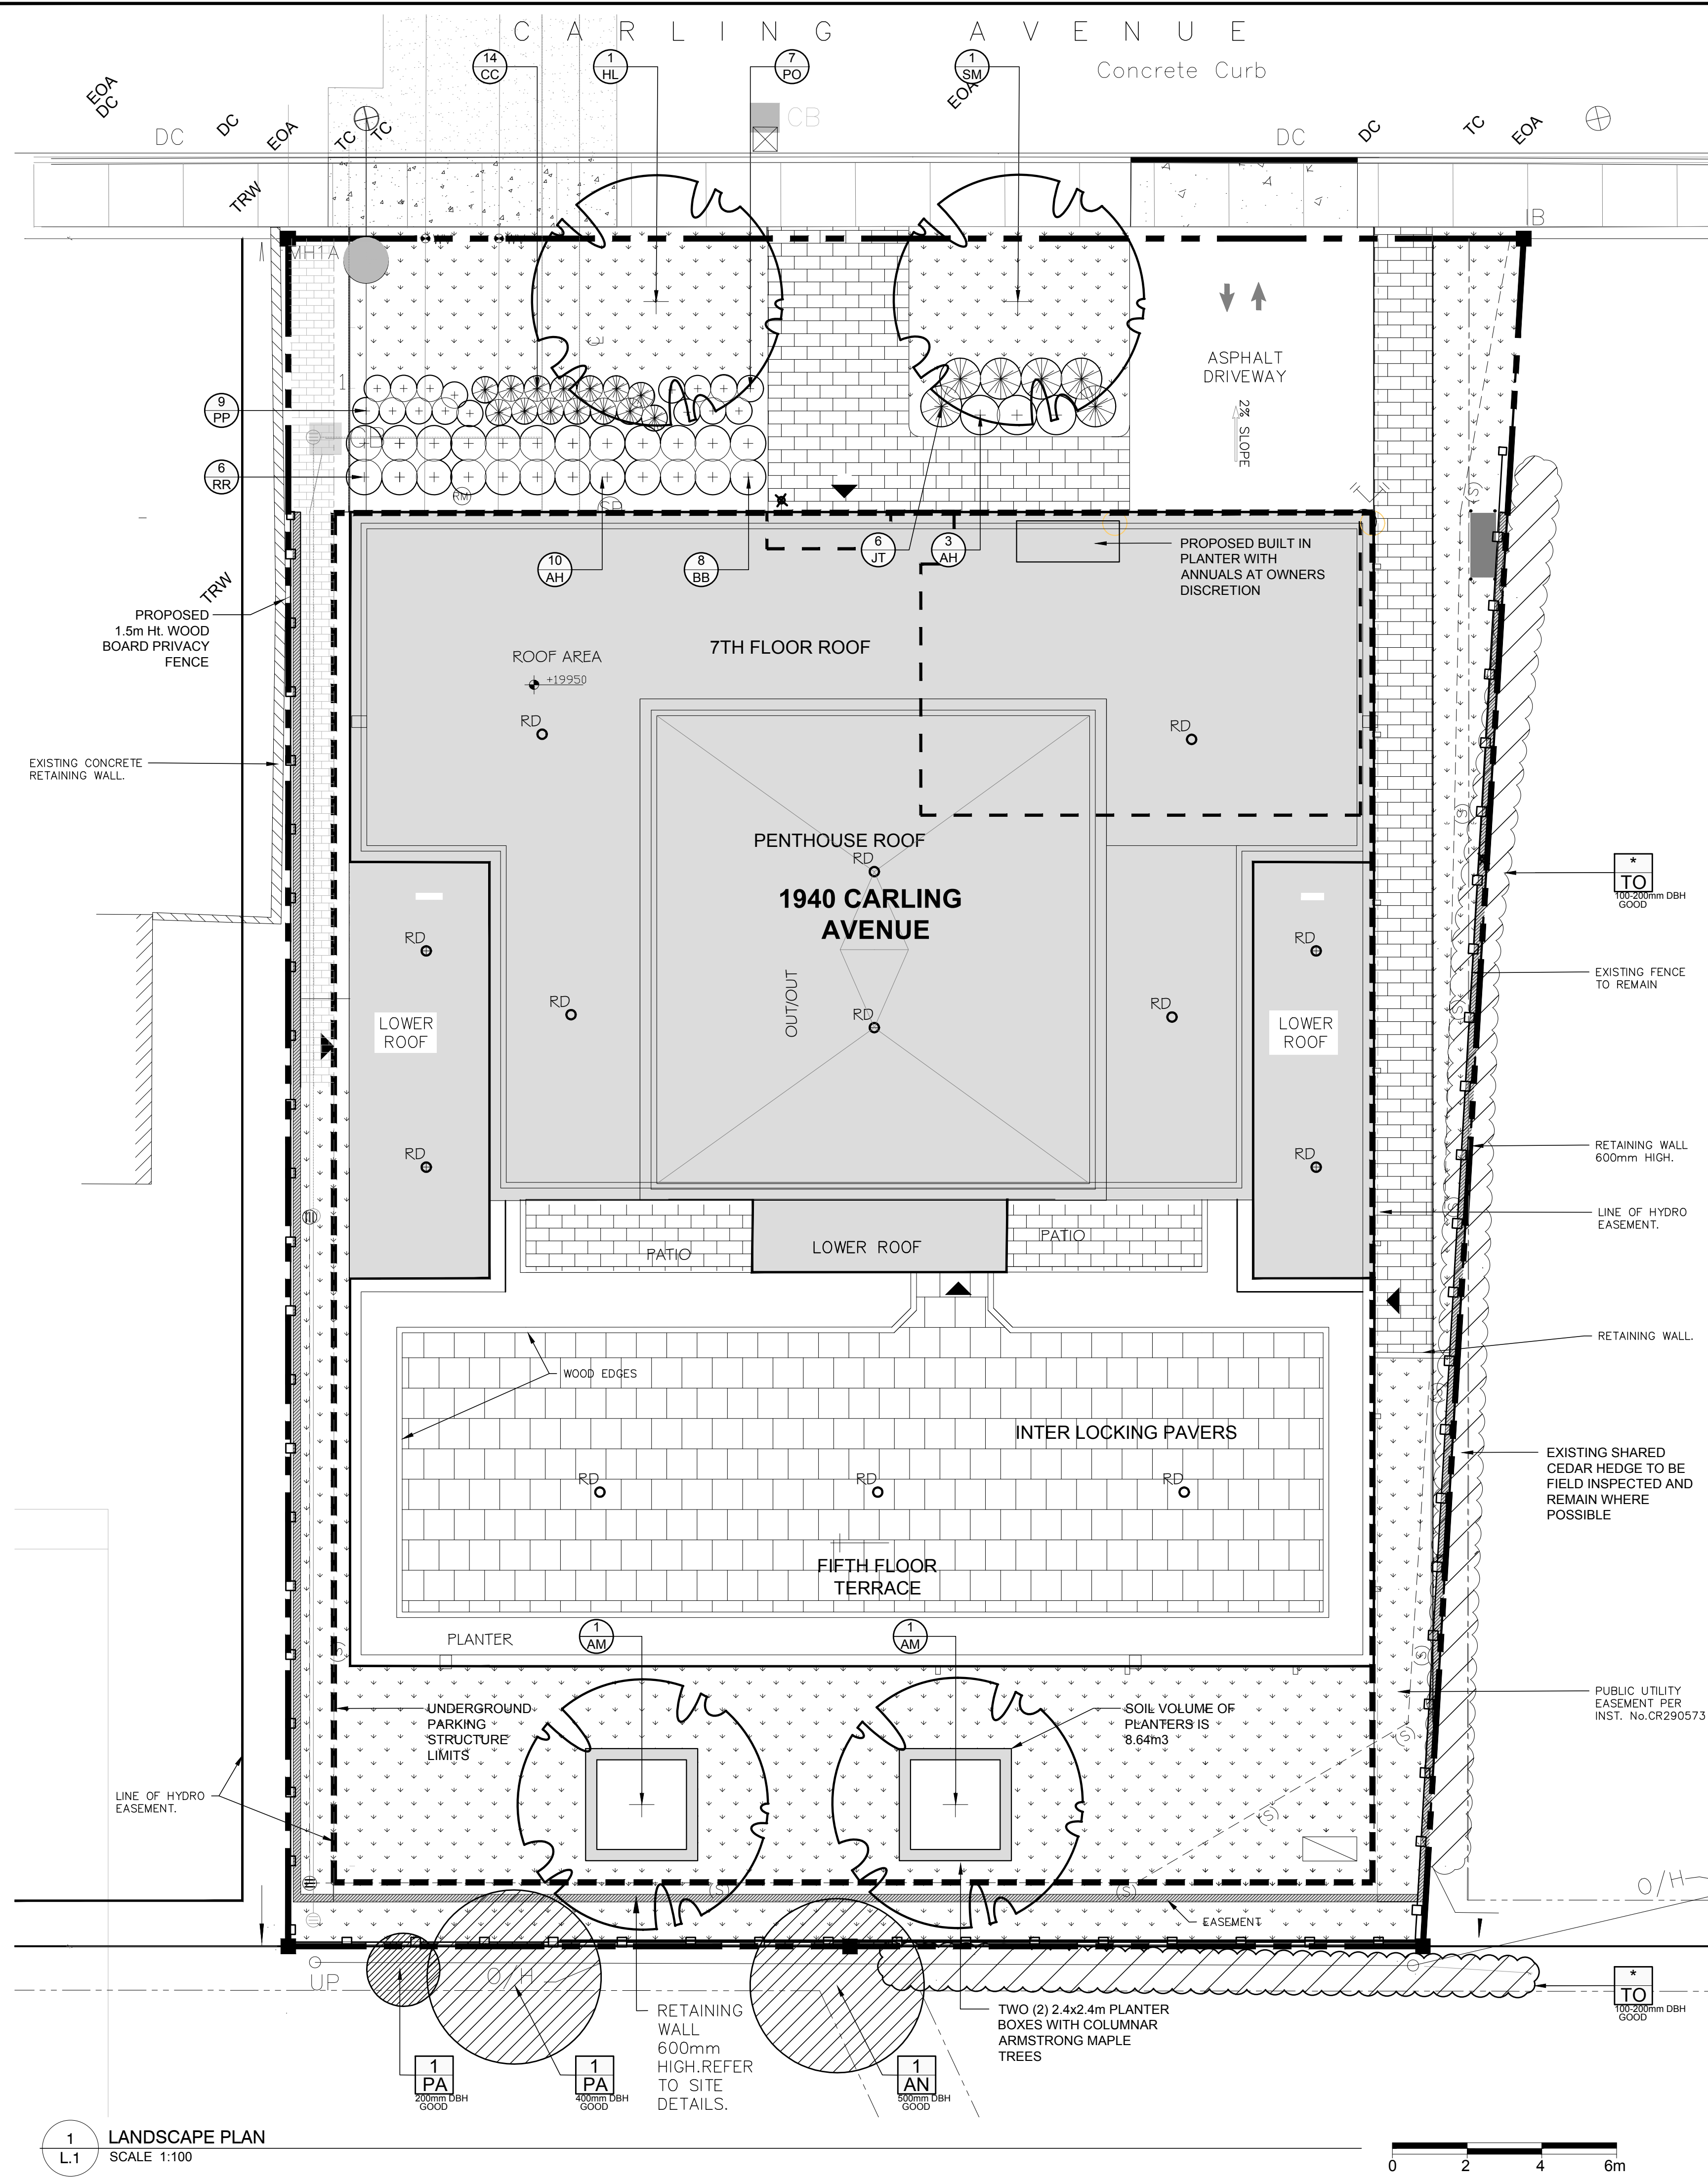 CARLING AVENUE
14
CC
1
HL
7
PO
1
SM
Concrete Curb
EOA
DC
DC
DC
EOA
TC
TC
CB
EOA
DC
DC
TC
EOA
TRW
IB
MH1A
ASPHALT
DRIVEWAY
2% SLOPE
9
PP
6
RR
RM
10
AH
8
BB
6
JT
3
AH
PROPOSED BUILT IN
PLANTER WITH
ANNUALS AT OWNERS
DISCRETION
TRW
PROPOSED
1.5m Ht. WOOD
BOARD PRIVACY
FENCE
7TH FLOOR ROOF
ROOF AREA
+19950
RD
RD
EXISTING CONCRETE
RETAINING WALL.
PENTHOUSE ROOF
RD
1940 CARLING
AVENUE
*
TO
100-200mm DBH
GOOD
RD
RD
EXISTING FENCE
TO REMAIN
OUT/OUT
RD
RD
RD
LOWER
ROOF
LOWER
ROOF
RD
RD
RETAINING WALL
600mm HIGH.
LINE OF HYDRO
EASEMENT.
PATIO
LOWER ROOF
PATIO
RETAINING WALL.
WOOD EDGES
INTER LOCKING PAVERS
EXISTING SHARED
CEDAR HEDGE TO BE
FIELD INSPECTED AND
REMAIN WHERE
POSSIBLE
RD
RD
RD
FIFTH FLOOR
TERRACE
PLANTER
1
AM
1
AM
UNDERGROUND
PARKING
STRUCTURE
LIMITS
SOIL VOLUME OF
PLANTERS IS
8.64m3
PUBLIC UTILITY
EASEMENT PER
INST. No.CR290573
LINE OF HYDRO
EASEMENT.
(S)
(S)
(S)
(S)
(S)
O/H
EASEMENT
UP
O/H
RETAINING
WALL
600mm
HIGH.REFER
TO SITE
DETAILS.
TWO (2) 2.4x2.4m PLANTER
BOXES WITH COLUMNAR
ARMSTRONG MAPLE
TREES
*
TO
100-200mm DBH
GOOD
1
PA
200mm DBH
GOOD
1
PA
400mm DBH
GOOD
1
AN
500mm DBH
GOOD
1
L.1
LANDSCAPE PLAN
SCALE 1:100
0 2 4 6m